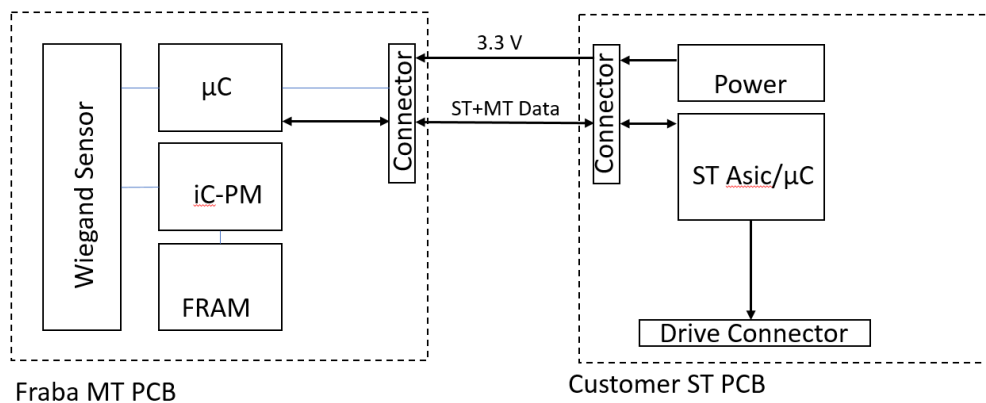 Wiegand Sensor
µC
iC-PM
FRAM
Connector
3.3 V
ST+MT Data
Connector
Power
ST Asic/µC
Drive Connector
Fraba MT PCB
Customer ST PCB